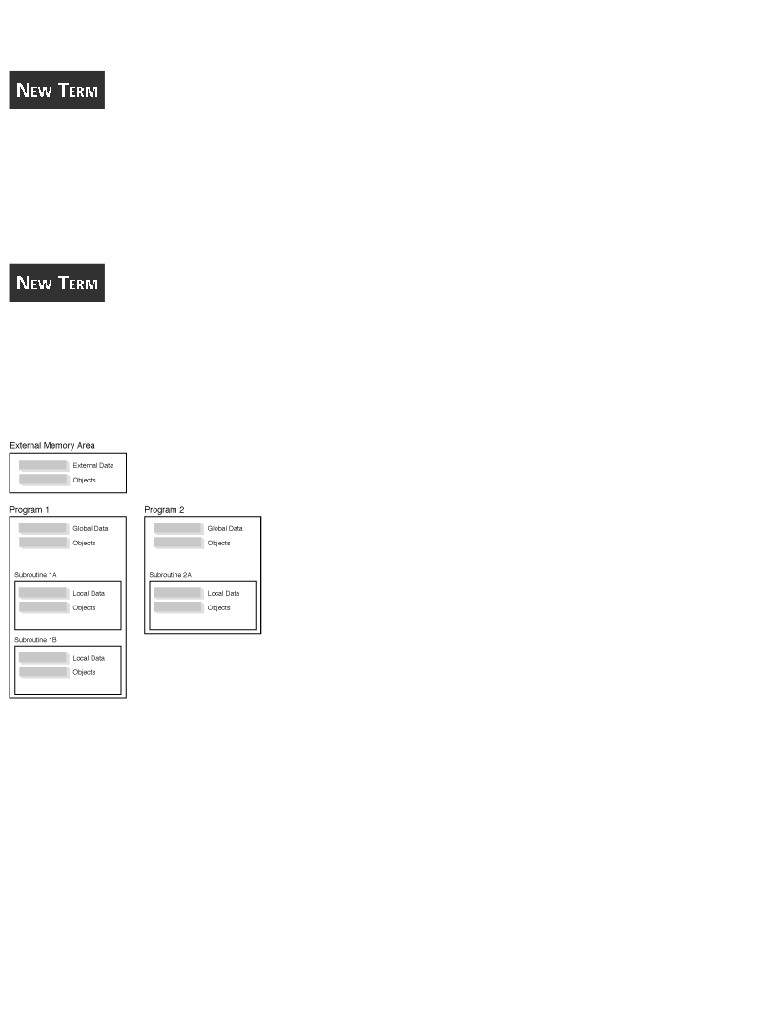 NEW TERM
NEW TERM
External Memory Area
External Data
Objects
Program 1
Global Data
Objects
Subroutine 1A
Local Data
Objects
Subroutine 1B
Local Data
Objects
Program 2
Global Data
Objects
Subroutine 2A
Local Data
Objects